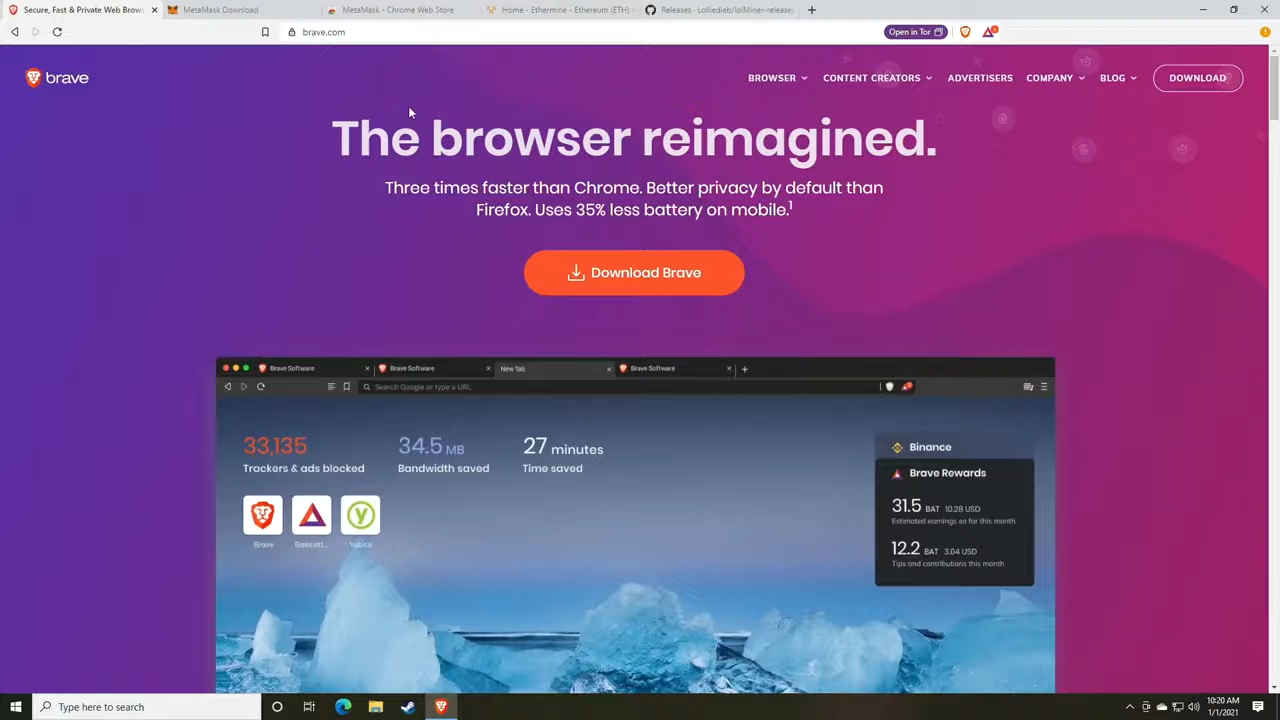 Secure, Fast & Private Web Brows
MetaMask Download
MetaMask - Chrome Web Store
Home - Ethermine - Ethereum (ETH)
Releases · Lolliedieb/lolMiner-releases
brave.com
Open in Tor
brave
BROWSER
CONTENT CREATORS
ADVERTISERS
COMPANY
BLOG
DOWNLOAD
The browser reimagined.
Three times faster than Chrome. Better privacy by default than
Firefox. Uses 35% less battery on mobile.1
Download Brave
Brave Software
Brave Software
New Tab
Brave Software
Search Google or type a URL
33,135
Trackers & ads blocked
34.5 MB
Bandwidth saved
27 minutes
Time saved
Binance
Brave Rewards
31.5 BAT 10.28 USD
Estimated earnings so far this month
12.2 BAT 3.04 USD
Tips and contributions this month
Brave
Basicatt...
Yubico
Type here to search
10:20 AM
1/1/2021